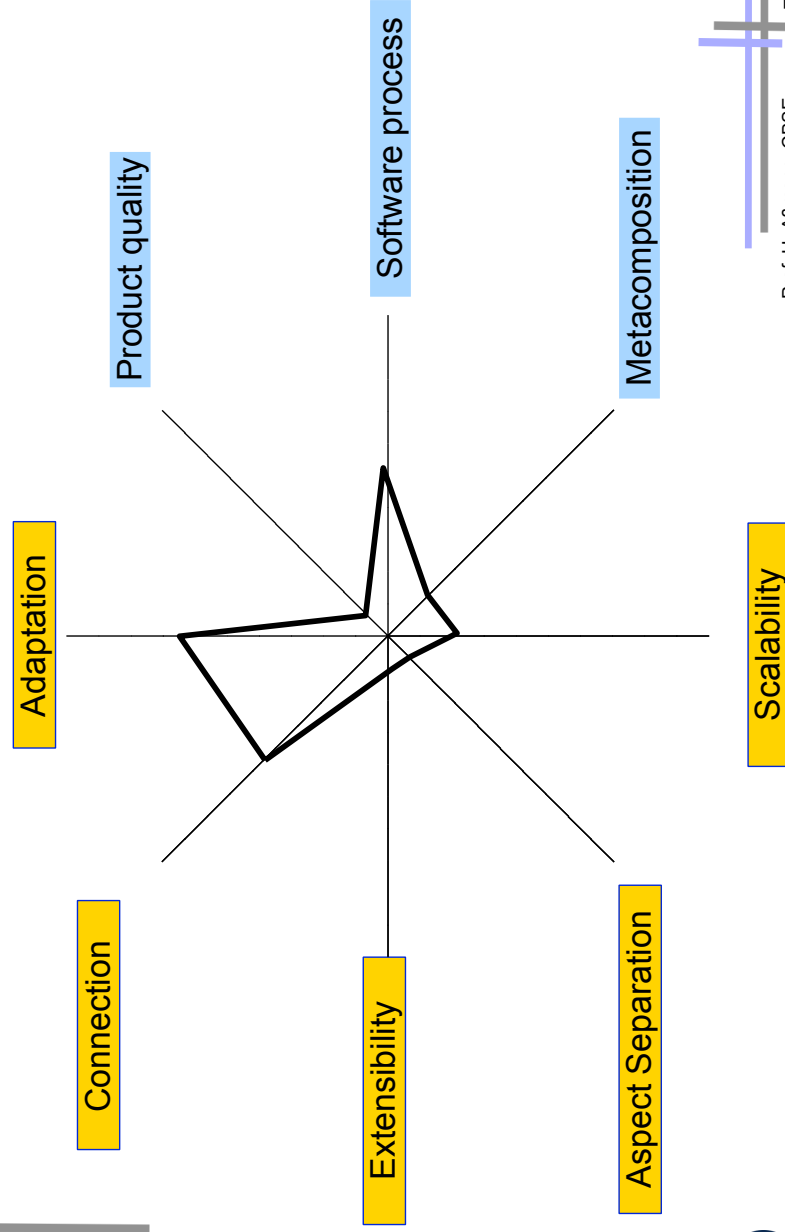 Adaptation
Product quality
Software process
Metacomposition
Scalability
Aspect Separation
Extensibility
Connection